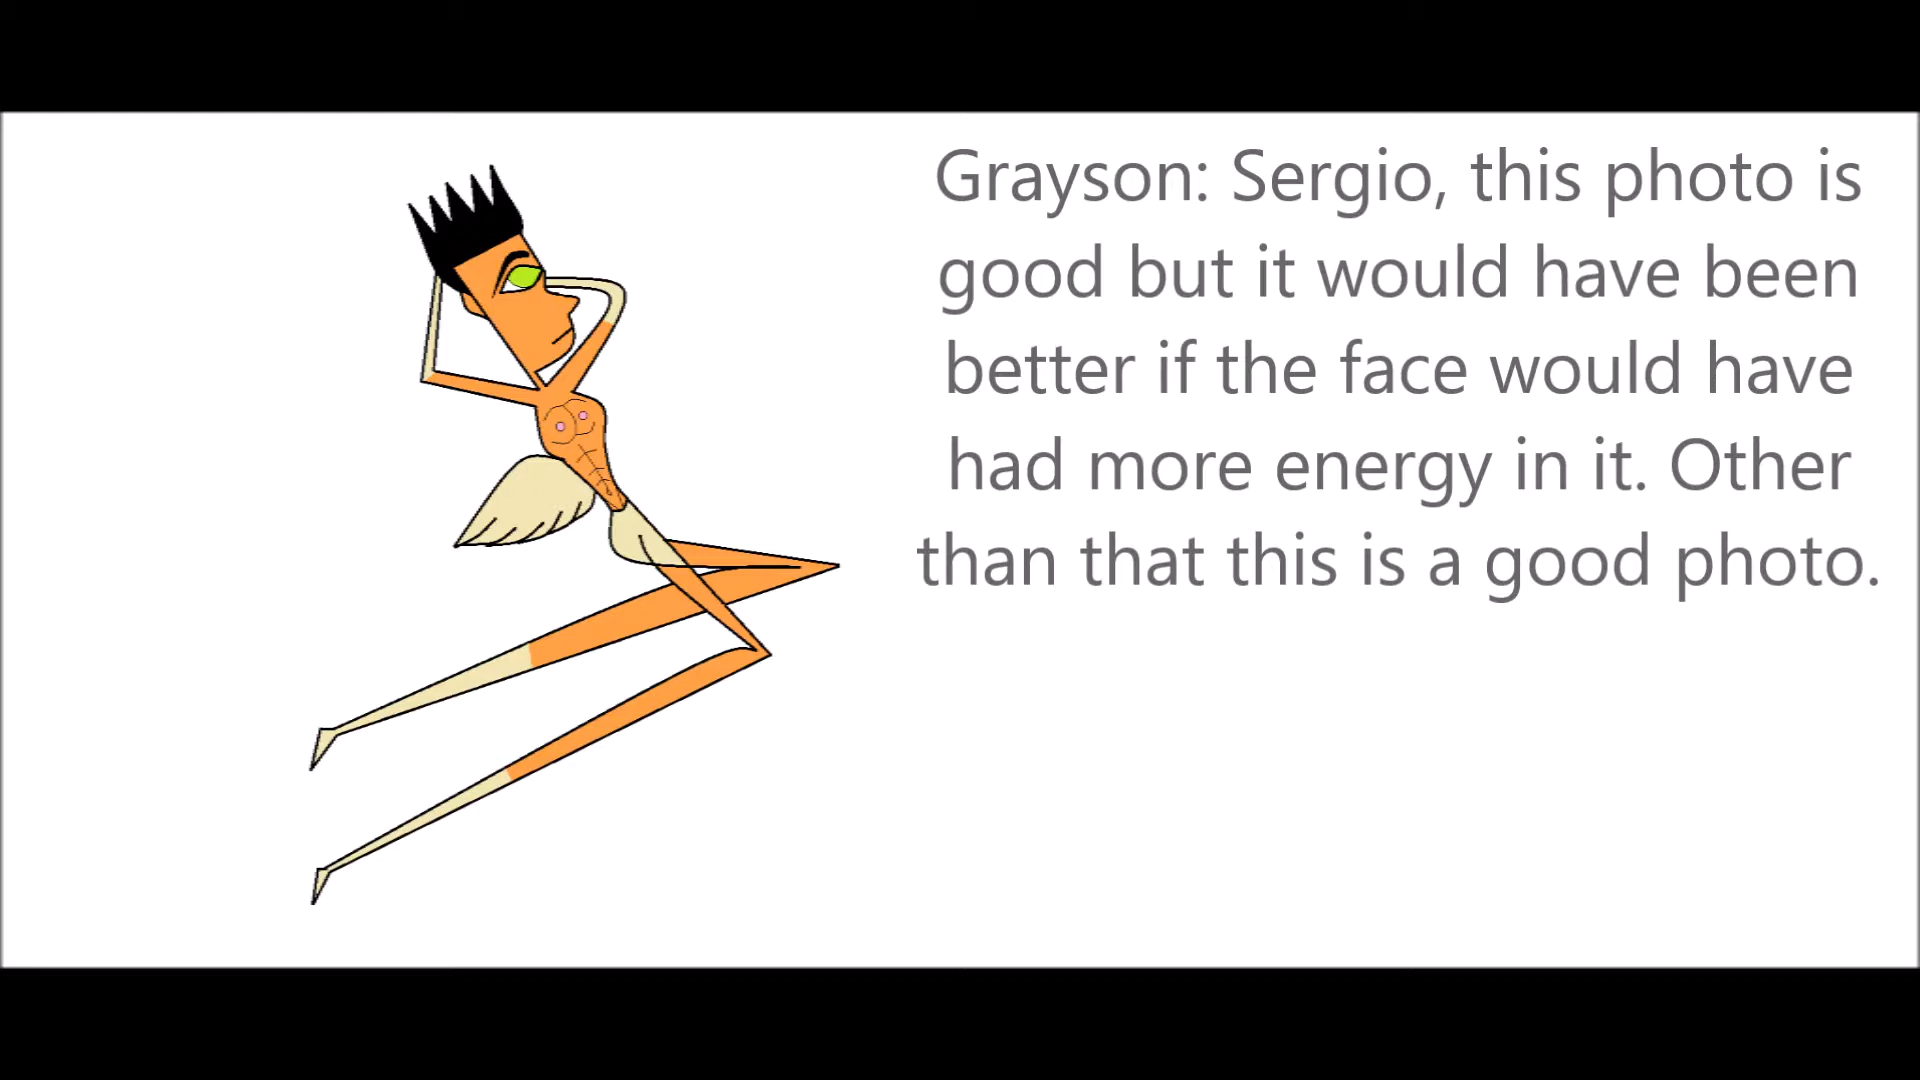 Grayson: Sergio, this photo is
good but it would have been
better if the face would have
had more energy in it. Other
than that this is a good photo.